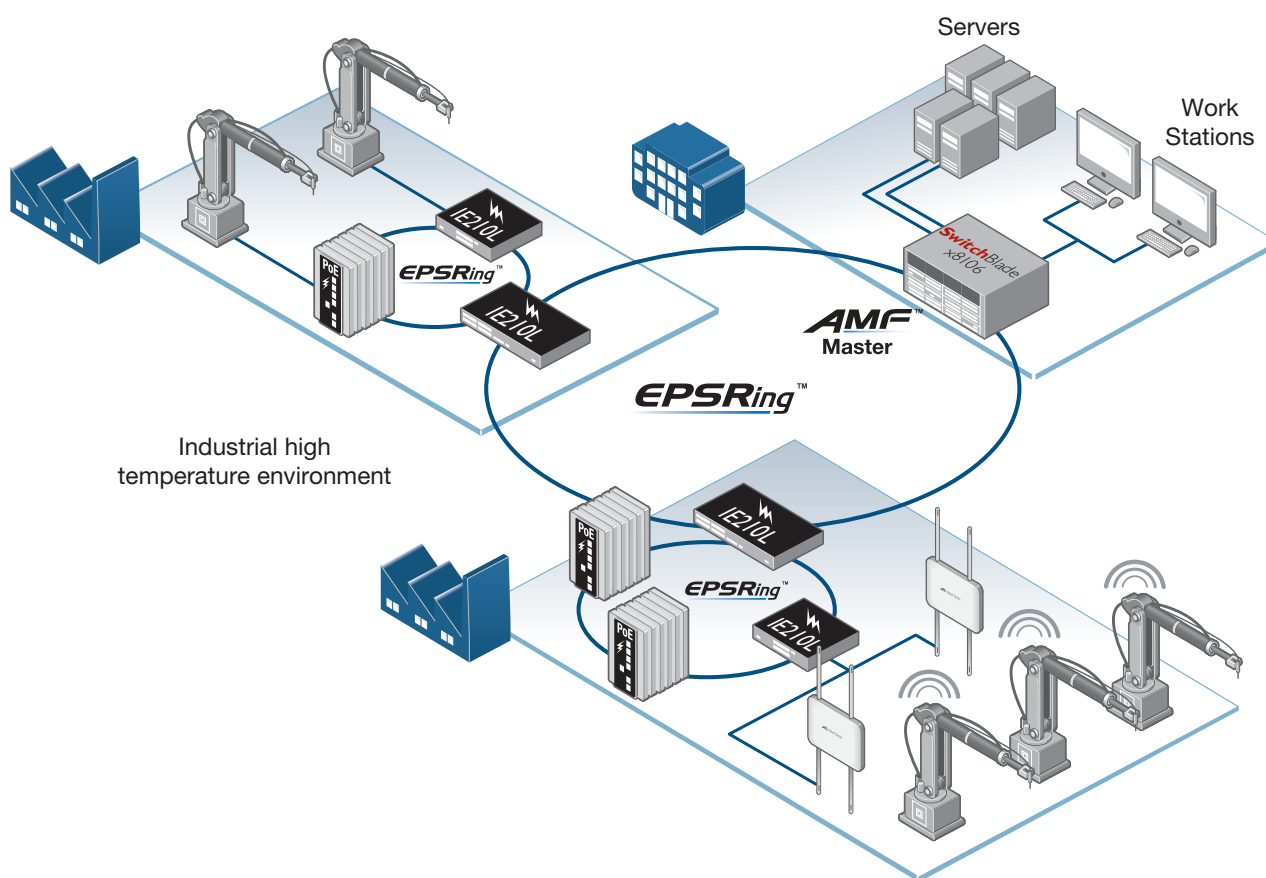 Servers
Work
Stations
IE210L
PoE
EPSRing™
IE210L
SwitchBlade
x8106
AMF™
Master
EPSRing™
Industrial high
temperature environment
PoE
IE210L
EPSRing™
PoE
IE210L